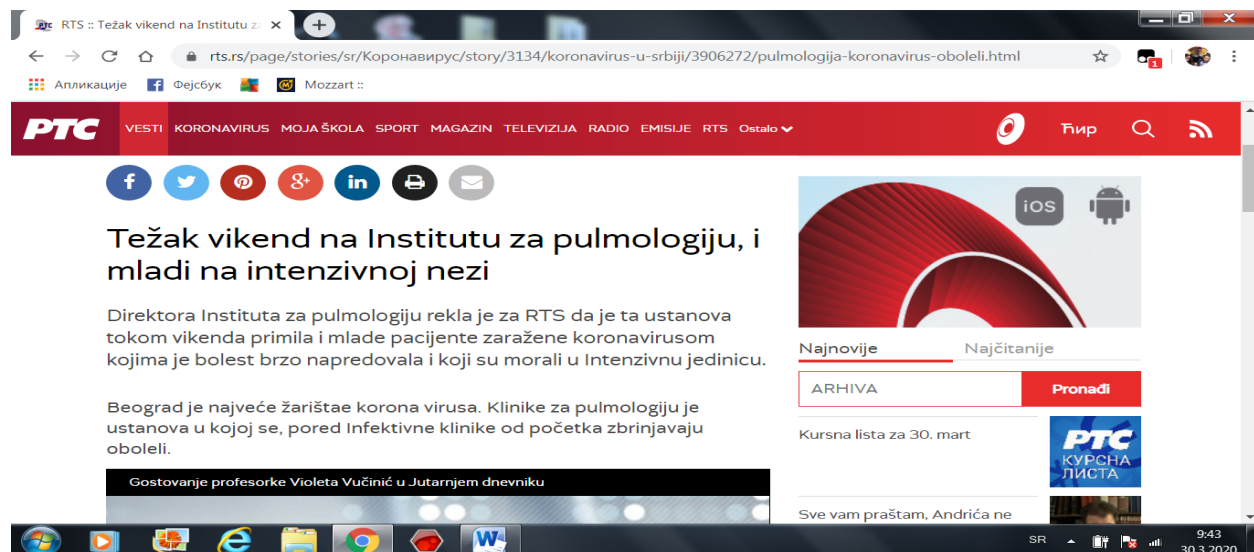 RTS :: Težak vikend na Institutu za
rts.rs/page/stories/sr/Коронавирус/story/3134/koronavirus-u-srbiji/3906272/pulmologija-koronavirus-oboleli.html
1
Апликације Фејсбук Mozzart ::
РТС VESTI KORONAVIRUS MOJA ŠKOLA SPORT MAGAZIN TELEVIZIJA RADIO EMISIJE RTS Ostalo Ћир
iOS
Težak vikend na Institutu za pulmologiju, i
mladi na intenzivnoj nezi
Direktora Instituta za pulmologiju rekla je za RTS da je ta ustanova
tokom vikenda primila i mlade pacijente zaražene koronavirusom
kojima je bolest brzo napredovala i koji su morali u Intenzivnu jedinicu.
Beograd je najveće žarištae korona virusa. Klinike za pulmologiju je
ustanova u kojoj se, pored Infektivne klinike od početka zbrinjavaju
oboleli.
Gostovanje profesorke Violeta Vučinić u Jutarnjem dnevniku
Najnovije Najčitanije
ARHIVA Pronađi
Kursna lista za 30. mart
РТС
КУРСНА
ЛИСТА
Sve vam praštam, Andrića ne
SR 9:43
30.3.2020